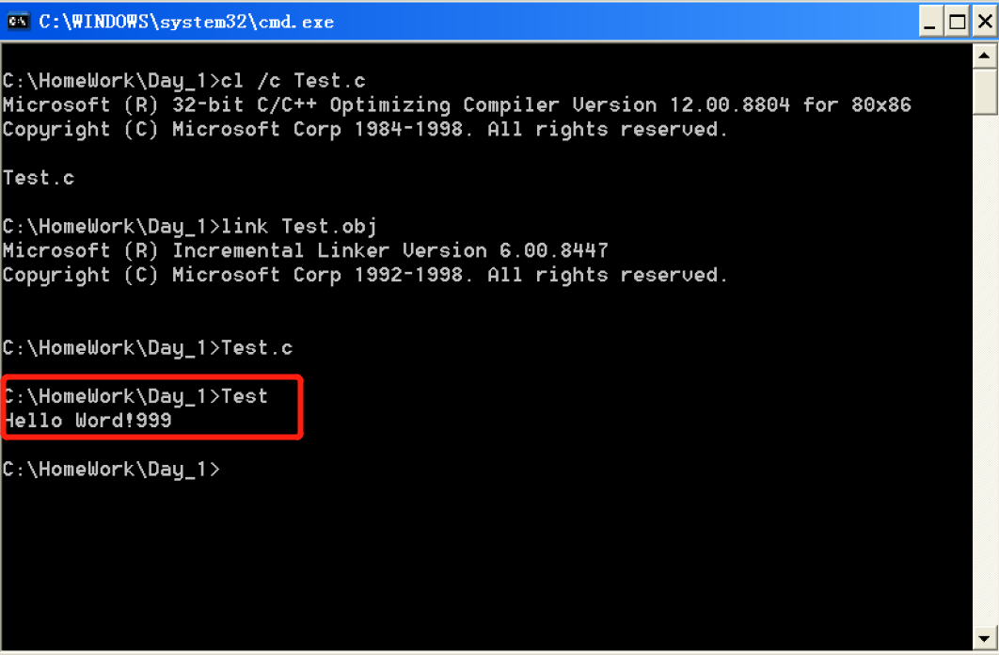 C:\WINDOWS\system32\cmd.exe
C:\HomeWork\Day_1>cl /c Test.c
Microsoft (R) 32-bit C/C++ Optimizing Compiler Version 12.00.8804 for 80x86
Copyright (C) Microsoft Corp 1984-1998. All rights reserved.
Test.c
C:\HomeWork\Day_1>link Test.obj
Microsoft (R) Incremental Linker Version 6.00.8447
Copyright (C) Microsoft Corp 1992-1998. All rights reserved.
C:\HomeWork\Day_1>Test.c
C:\HomeWork\Day_1>Test
Hello Word!999
C:\HomeWork\Day_1>